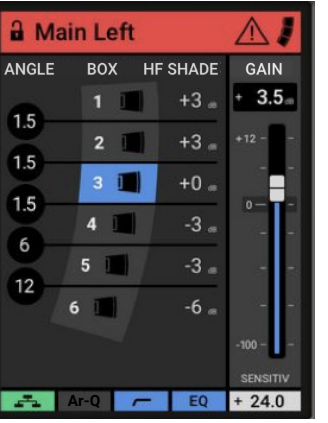 Main Left
ANGLE BOX HF SHADE GAIN
1 +3 dB
+ 3.5 dB
1.5
2 +3 dB
+12
1.5
3 +0 dB
1.5
0
4 -3 dB
6
5 -3 dB
12
6 -6 dB
-100
SENSITIV
Ar-Q EQ + 24.0